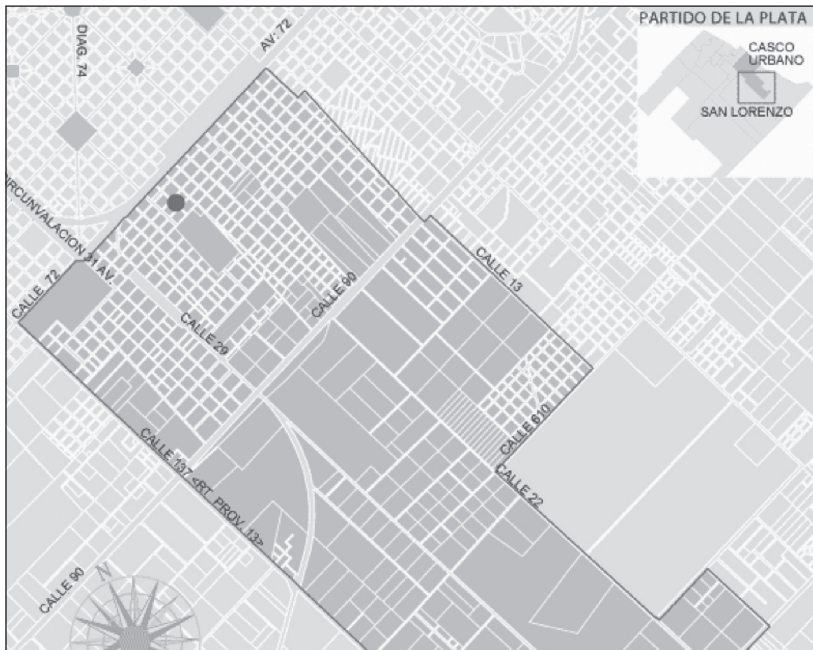 PARTIDO DE LA PLATA
CASCO
URBANO
SAN LORENZO
DIAG. 74
AV. 72
CIRCUNVALACION 31 AV.
CALLE 72
CALLE 29
CALLE 90
CALLE 13
CALLE 610
CALLE 22
CALLE 137 <RT. PROV. 13>
CALLE 90
N